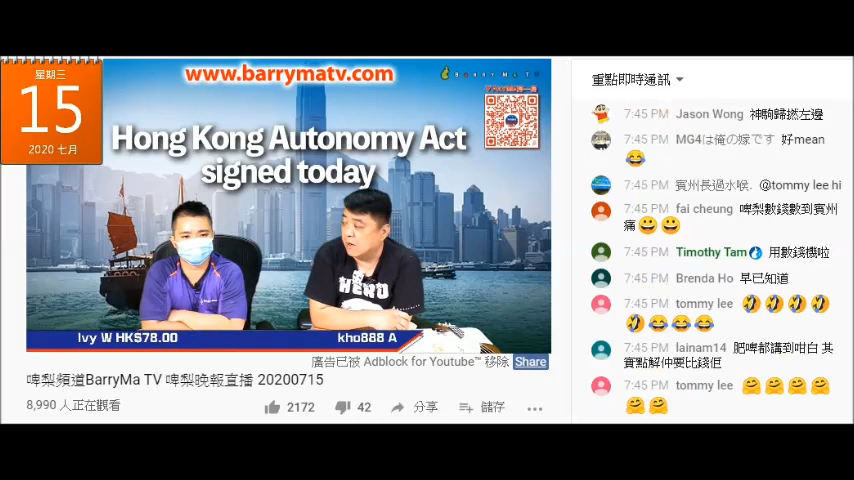 星期三
15
2020 七月
www.barrymatv.com
BARRYMATV
Hong Kong Autonomy Act
signed today
HERO
Ivy W HK$78.00
kho888 A
廣告已被 Adblock for Youtube™ 移除
Share
啤梨頻道BarryMa TV 啤梨晚報直播 20200715
8,990 人正在觀看
2172
42
分享
儲存
重點即時通訊
7:45 PM Jason Wong 神駒歸撚左邊
7:45 PM MG4は俺の嫁です 好mean
😂
7:45 PM 賓州長過水喉. @tommy lee hi
7:45 PM fai cheung 啤梨數錢數到賓州
痛😀😀
7:45 PM Timothy Tam 用數錢機啦
7:45 PM Brenda Ho 早已知道
7:45 PM tommy lee 🤣🤣🤣🤣
🤣😂😂😂
7:45 PM lainam14 肥啤都講到咁白 其
實點解仲要比錢佢
7:45 PM tommy lee 🤗🤗🤗🤗
🤗🤗